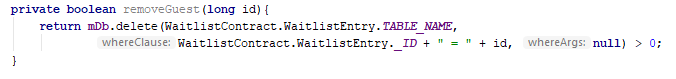 private boolean removeGuest(long id){
return mDb.delete(WaitlistContract.WaitlistEntry.TABLE_NAME,
whereClause: WaitlistContract.WaitlistEntry._ID + " = " + id, whereArgs: null) > 0;
}